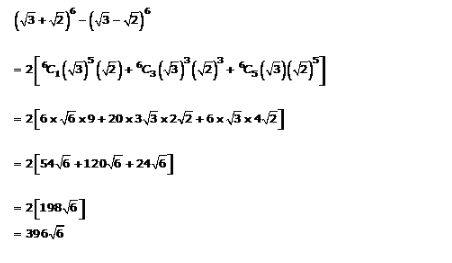 (√3 + √2)⁶ − (√3 − √2)⁶
= 2[⁶C₁(√3)⁵(√2) + ⁶C₃(√3)³(√2)³ + ⁶C₅(√3)(√2)⁵]
= 2[6 x √6 x 9 + 20 x 3√3 x 2√2 + 6 x √3 x 4√2]
= 2[54√6 + 120√6 + 24√6]
= 2[198√6]
= 396√6